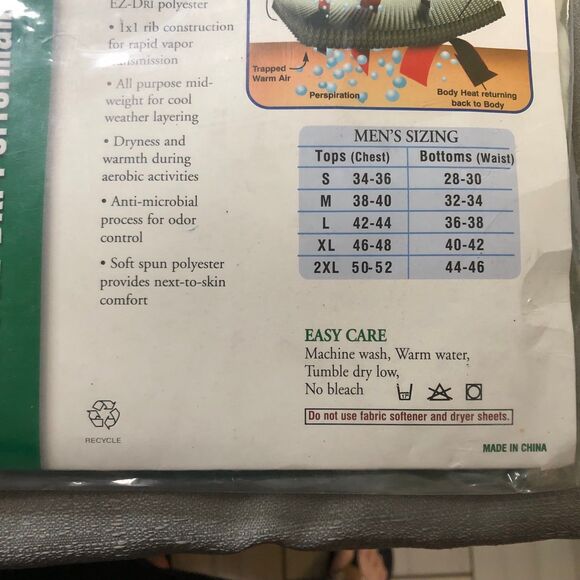 EZ-DRI polyester
• 1x1 rib construction
for rapid vapor
transmission
• All purpose mid-
weight for cool
weather layering
• Dryness and
warmth during
aerobic activities
• Anti-microbial
process for odor
control
• Soft spun polyester
provides next-to-skin
comfort
RECYCLE
Trapped
Warm Air
Perspiration
Body Heat returning
back to Body
MEN'S SIZING
Tops (Chest) Bottoms (Waist)
S 34-36 28-30
M 38-40 32-34
L 42-44 36-38
XL 46-48 40-42
2XL 50-52 44-46
EASY CARE
Machine wash, Warm water,
Tumble dry low,
No bleach
Do not use fabric softener and dryer sheets.
MADE IN CHINA